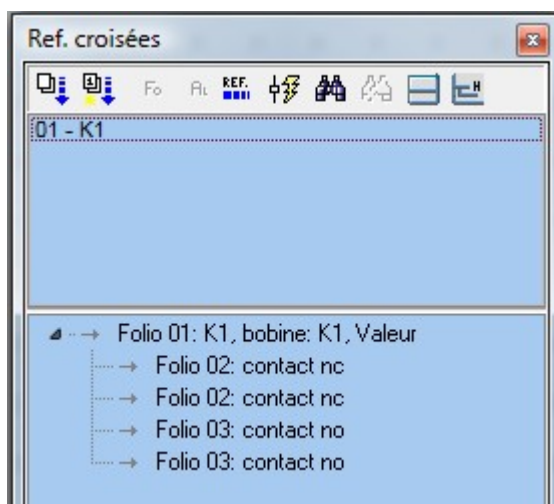 Ref. croisées
Fo AL REF. H
01 - K1
Folio 01: K1, bobine: K1, Valeur
Folio 02: contact nc
Folio 02: contact nc
Folio 03: contact no
Folio 03: contact no